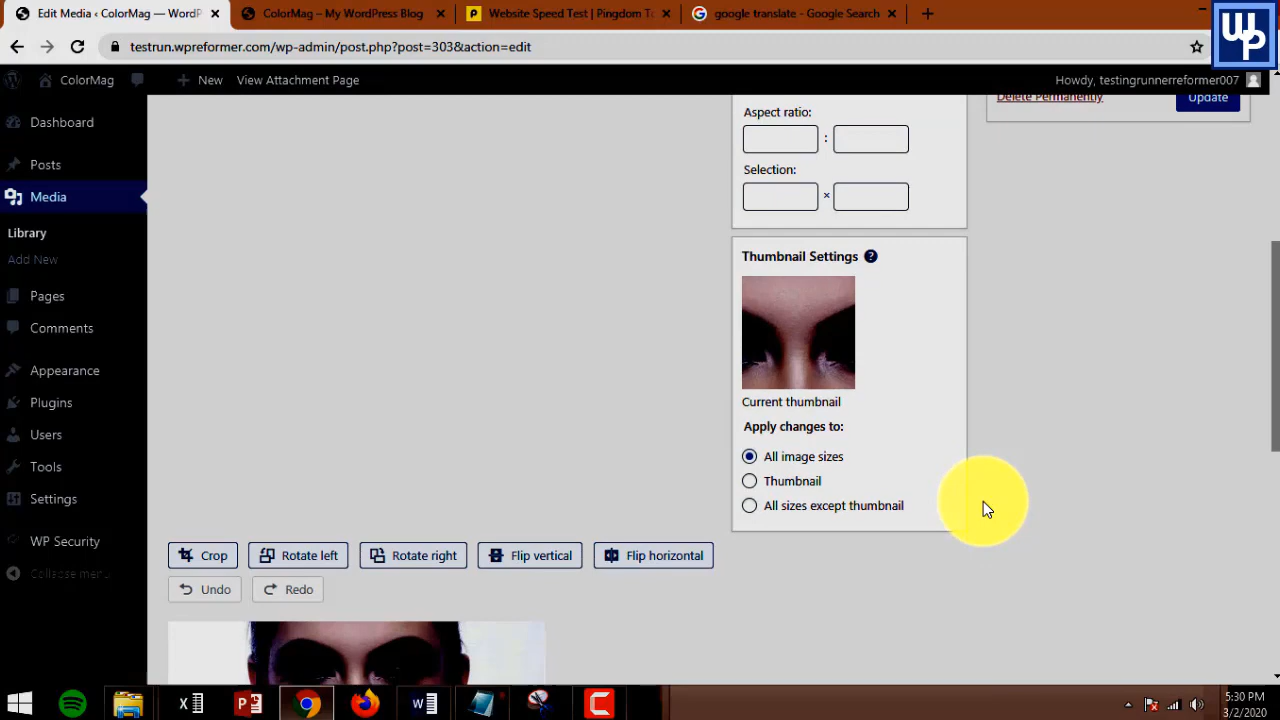 Edit Media ‹ ColorMag — WordP
ColorMag – My WordPress Blog
Website Speed Test | Pingdom To
google translate - Google Search
WP
testrun.wpreformer.com/wp-admin/post.php?post=303&action=edit
ColorMag
New
View Attachment Page
Howdy, testingrunnerreformer007
Dashboard
Posts
Media
Library
Add New
Pages
Comments
Appearance
Plugins
Users
Tools
Settings
WP Security
Collapse men
Delete Permanently
Update
Aspect ratio:
:
Selection:
×
Thumbnail Settings ?
Current thumbnail
Apply changes to:
All image sizes
Thumbnail
All sizes except thumbnail
Crop
Rotate left
Rotate right
Flip vertical
Flip horizontal
Undo
Redo
5:30 PM
3/2/2020